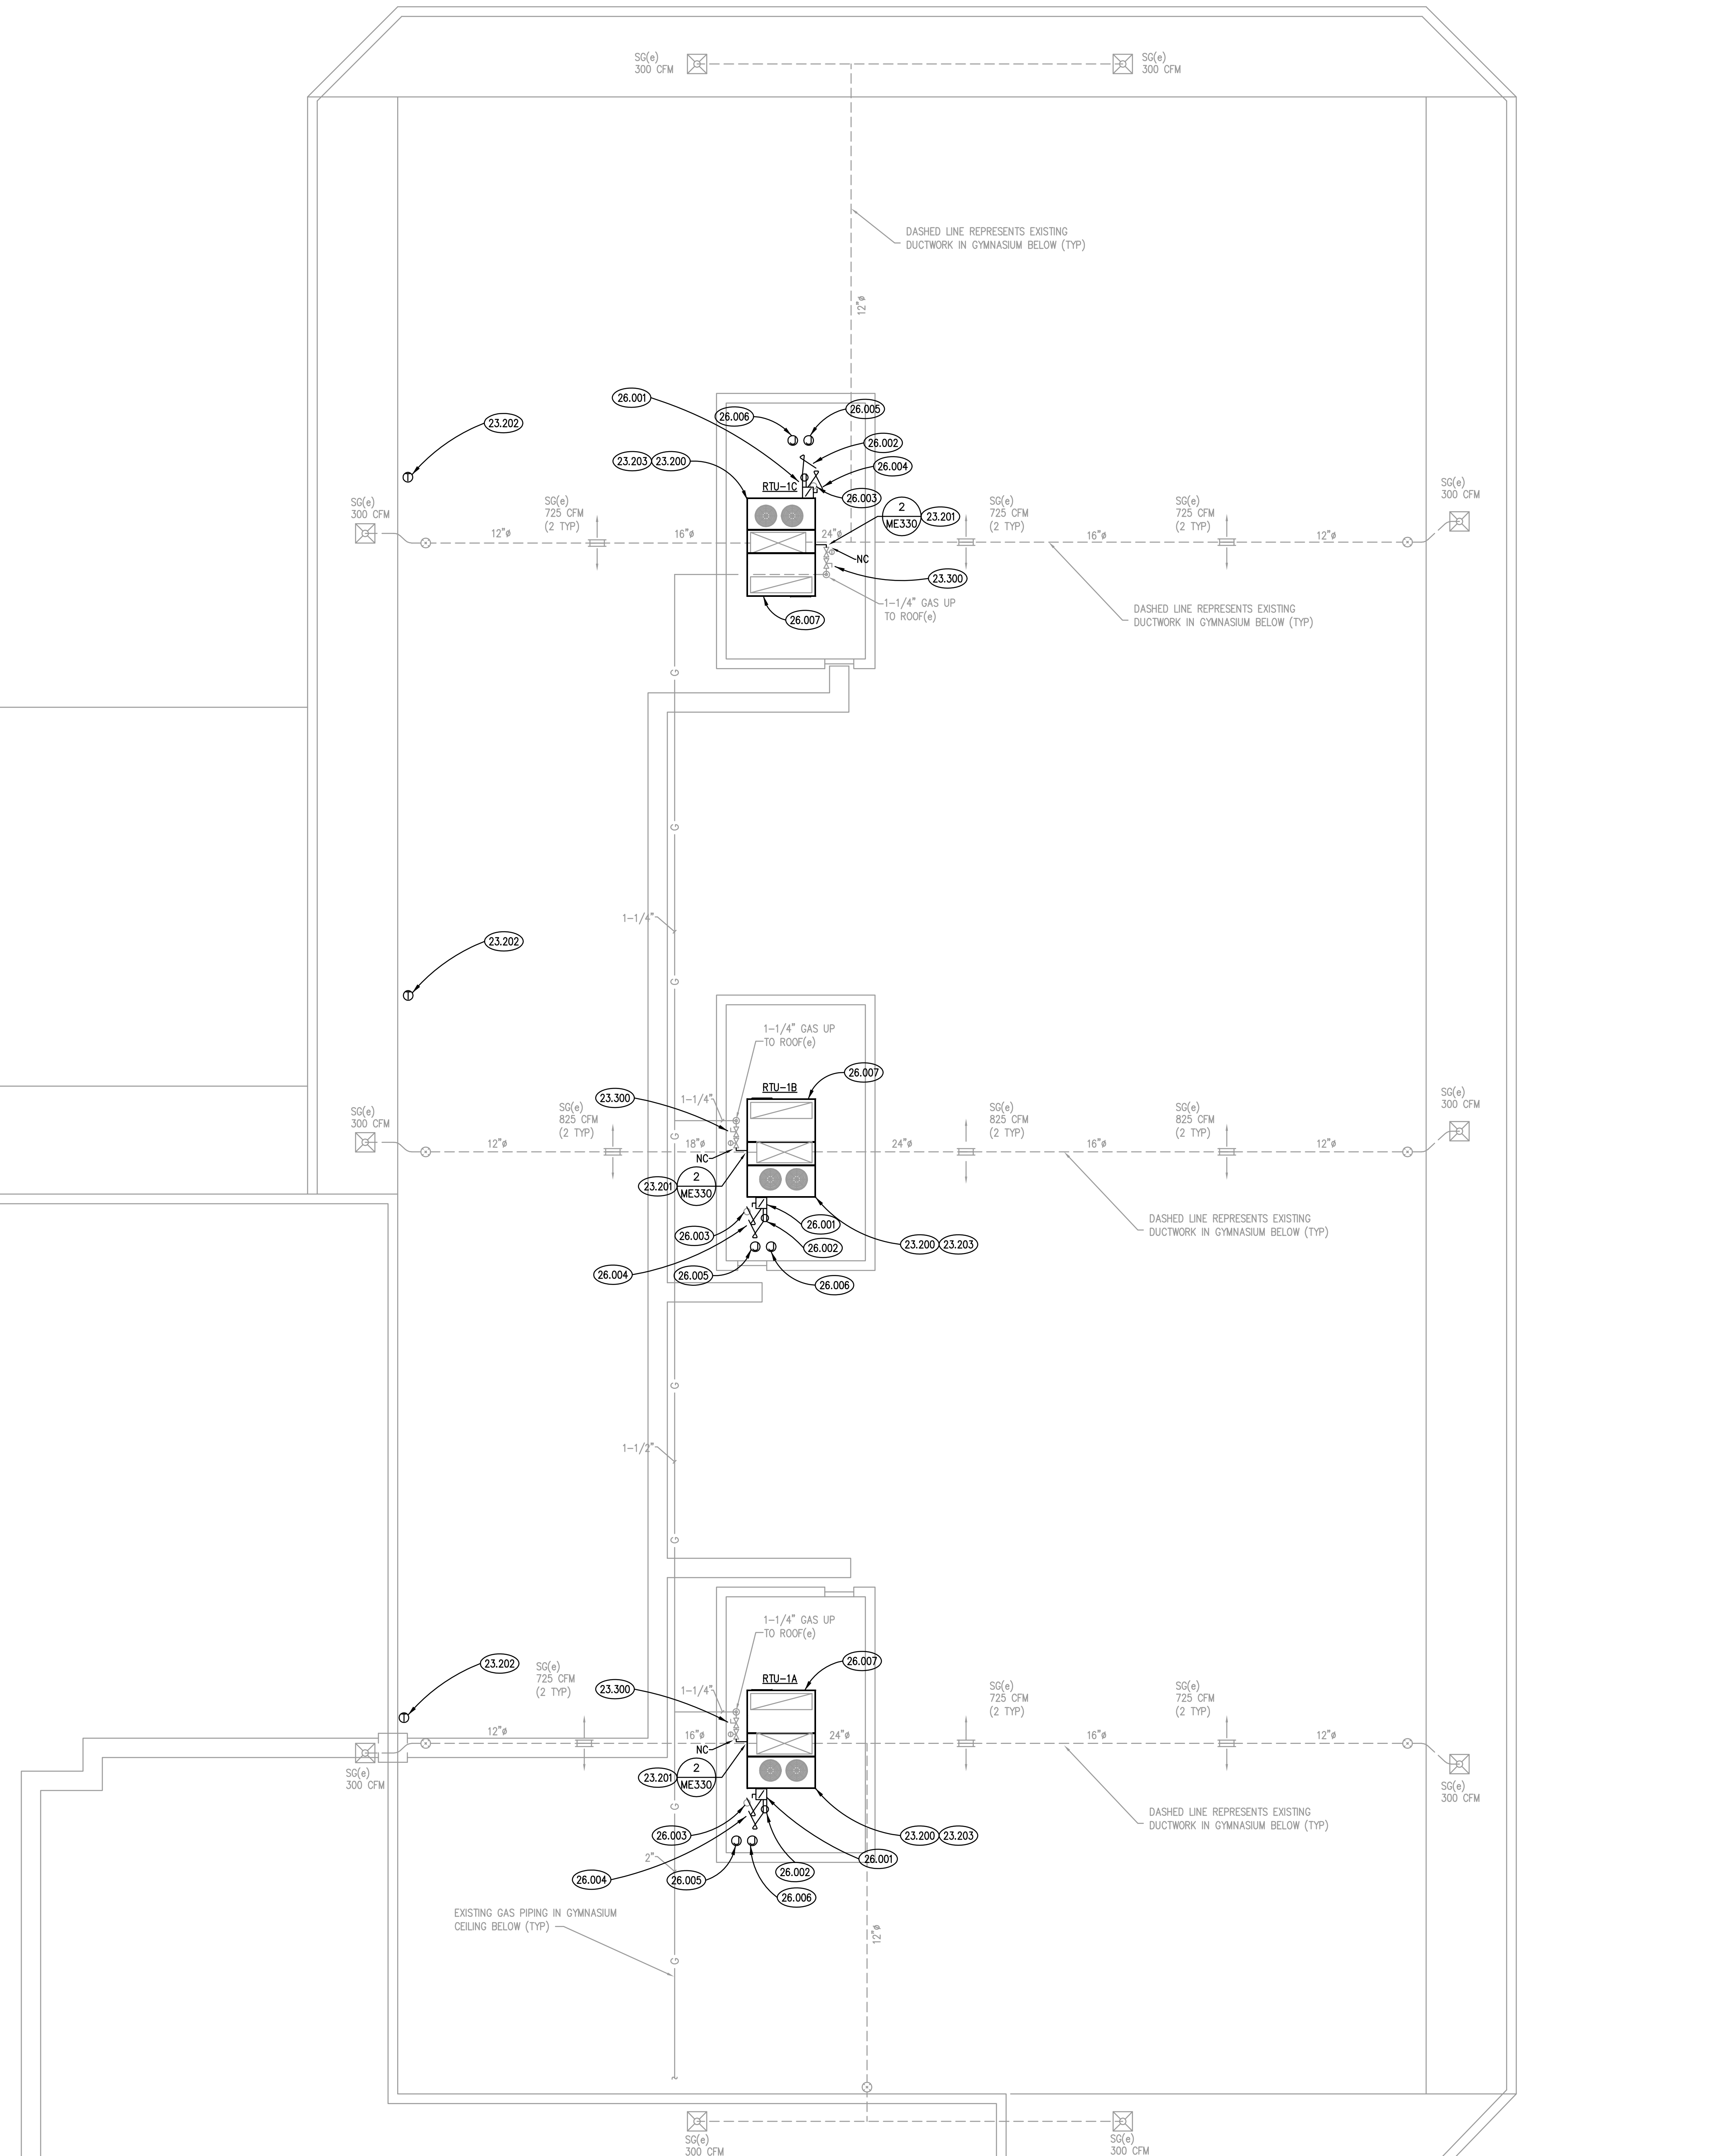 SG(e)
300 CFM
SG(e)
300 CFM
DASHED LINE REPRESENTS EXISTING
DUCTWORK IN GYMNASIUM BELOW (TYP)
12"ø
26.001
26.006
26.005
23.202
26.002
23.203
23.200
26.004
RTU-1C
26.003
2
ME330
23.201
SG(e)
300 CFM
SG(e)
725 CFM
(2 TYP)
SG(e)
725 CFM
(2 TYP)
SG(e)
725 CFM
(2 TYP)
SG(e)
300 CFM
12"ø
16"ø
24"ø
16"ø
12"ø
NC
23.300
1-1/4" GAS UP
TO ROOF(e)
26.007
DASHED LINE REPRESENTS EXISTING
DUCTWORK IN GYMNASIUM BELOW (TYP)
G
G
1-1/4"
23.202
G
1-1/4" GAS UP
TO ROOF(e)
26.007
RTU-1B
23.300
1-1/4"
SG(e)
300 CFM
SG(e)
825 CFM
(2 TYP)
SG(e)
825 CFM
(2 TYP)
SG(e)
825 CFM
(2 TYP)
SG(e)
300 CFM
G
12"ø
18"ø
24"ø
16"ø
12"ø
NC
23.201
2
ME330
26.001
26.003
26.002
23.200
23.203
26.004
26.005
26.006
DASHED LINE REPRESENTS EXISTING
DUCTWORK IN GYMNASIUM BELOW (TYP)
G
1-1/2"
G
1-1/4" GAS UP
TO ROOF(e)
23.202
SG(e)
725 CFM
(2 TYP)
26.007
RTU-1A
23.300
1-1/4"
SG(e)
725 CFM
(2 TYP)
SG(e)
725 CFM
(2 TYP)
12"ø
16"ø
24"ø
16"ø
12"ø
NC
SG(e)
300 CFM
23.201
2
ME330
SG(e)
300 CFM
G
26.003
23.200
23.203
DASHED LINE REPRESENTS EXISTING
DUCTWORK IN GYMNASIUM BELOW (TYP)
2"
26.001
26.004
26.005
26.002
26.006
EXISTING GAS PIPING IN GYMNASIUM
CEILING BELOW (TYP)
12"ø
G
SG(e)
300 CFM
SG(e)
300 CFM